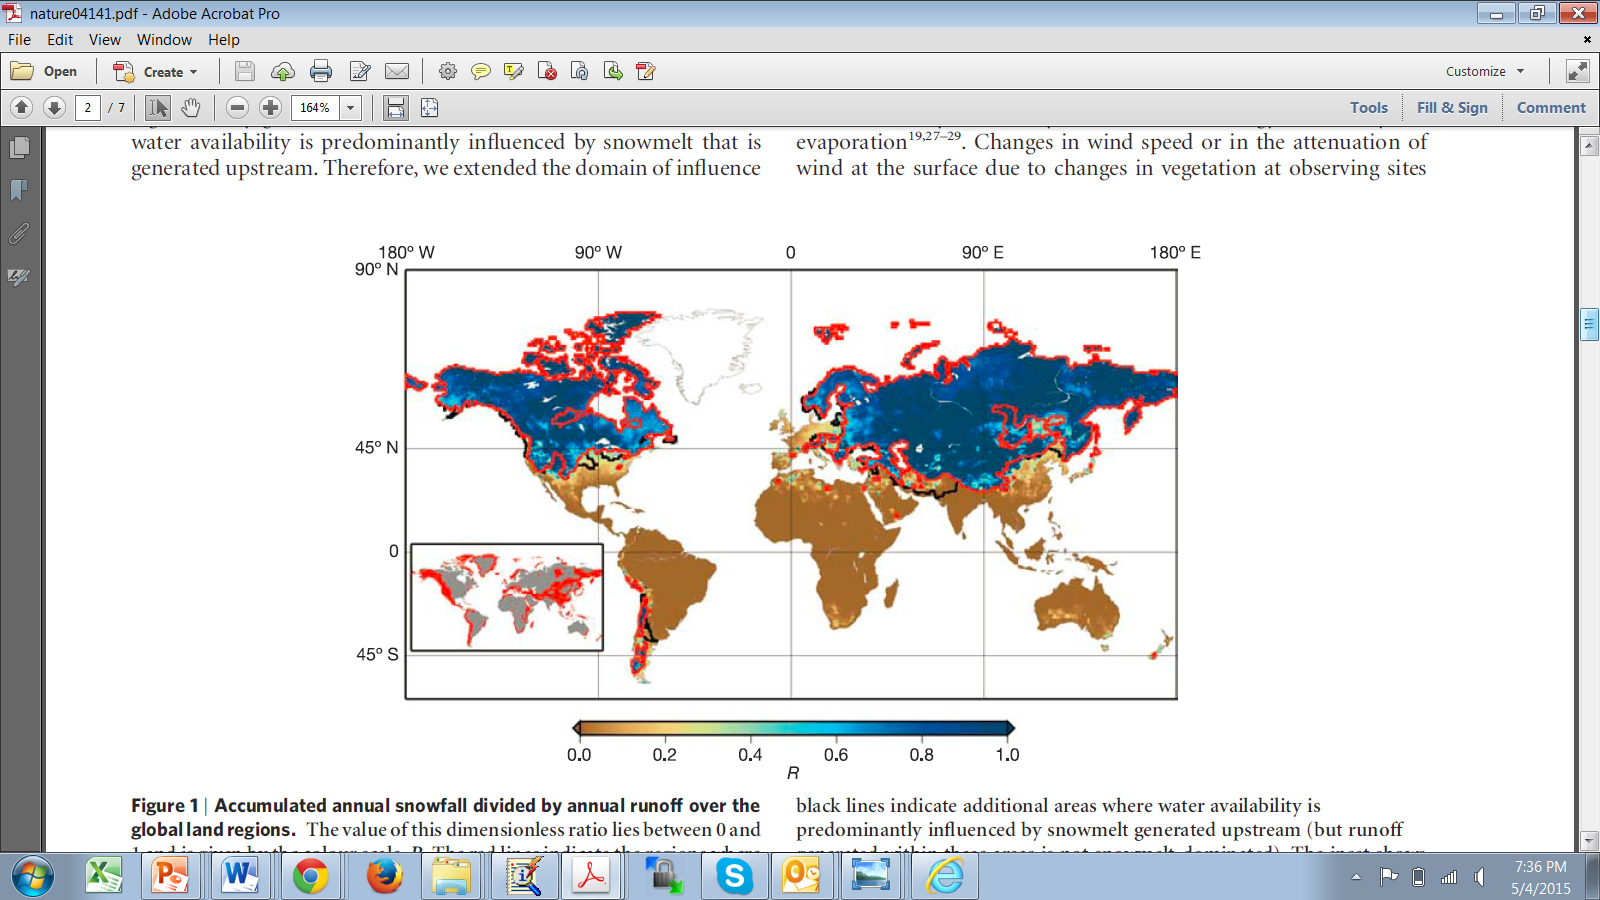 nature04141.pdf - Adobe Acrobat Pro
File Edit View Window Help
Open Create Customize
2 / 7 164% Tools Fill & Sign Comment
water availability is predominantly influenced by snowmelt that is
generated upstream. Therefore, we extended the domain of influence
evaporation19,27–29. Changes in wind speed or in the attenuation of
wind at the surface due to changes in vegetation at observing sites
180° W 90° W 0 90° E 180° E
90° N
45° N
0
45° S
0.0 0.2 0.4 0.6 0.8 1.0
R
Figure 1 | Accumulated annual snowfall divided by annual runoff over the
global land regions. The value of this dimensionless ratio lies between 0 and
black lines indicate additional areas where water availability is
predominantly influenced by snowmelt generated upstream (but runoff
7:36 PM
5/4/2015